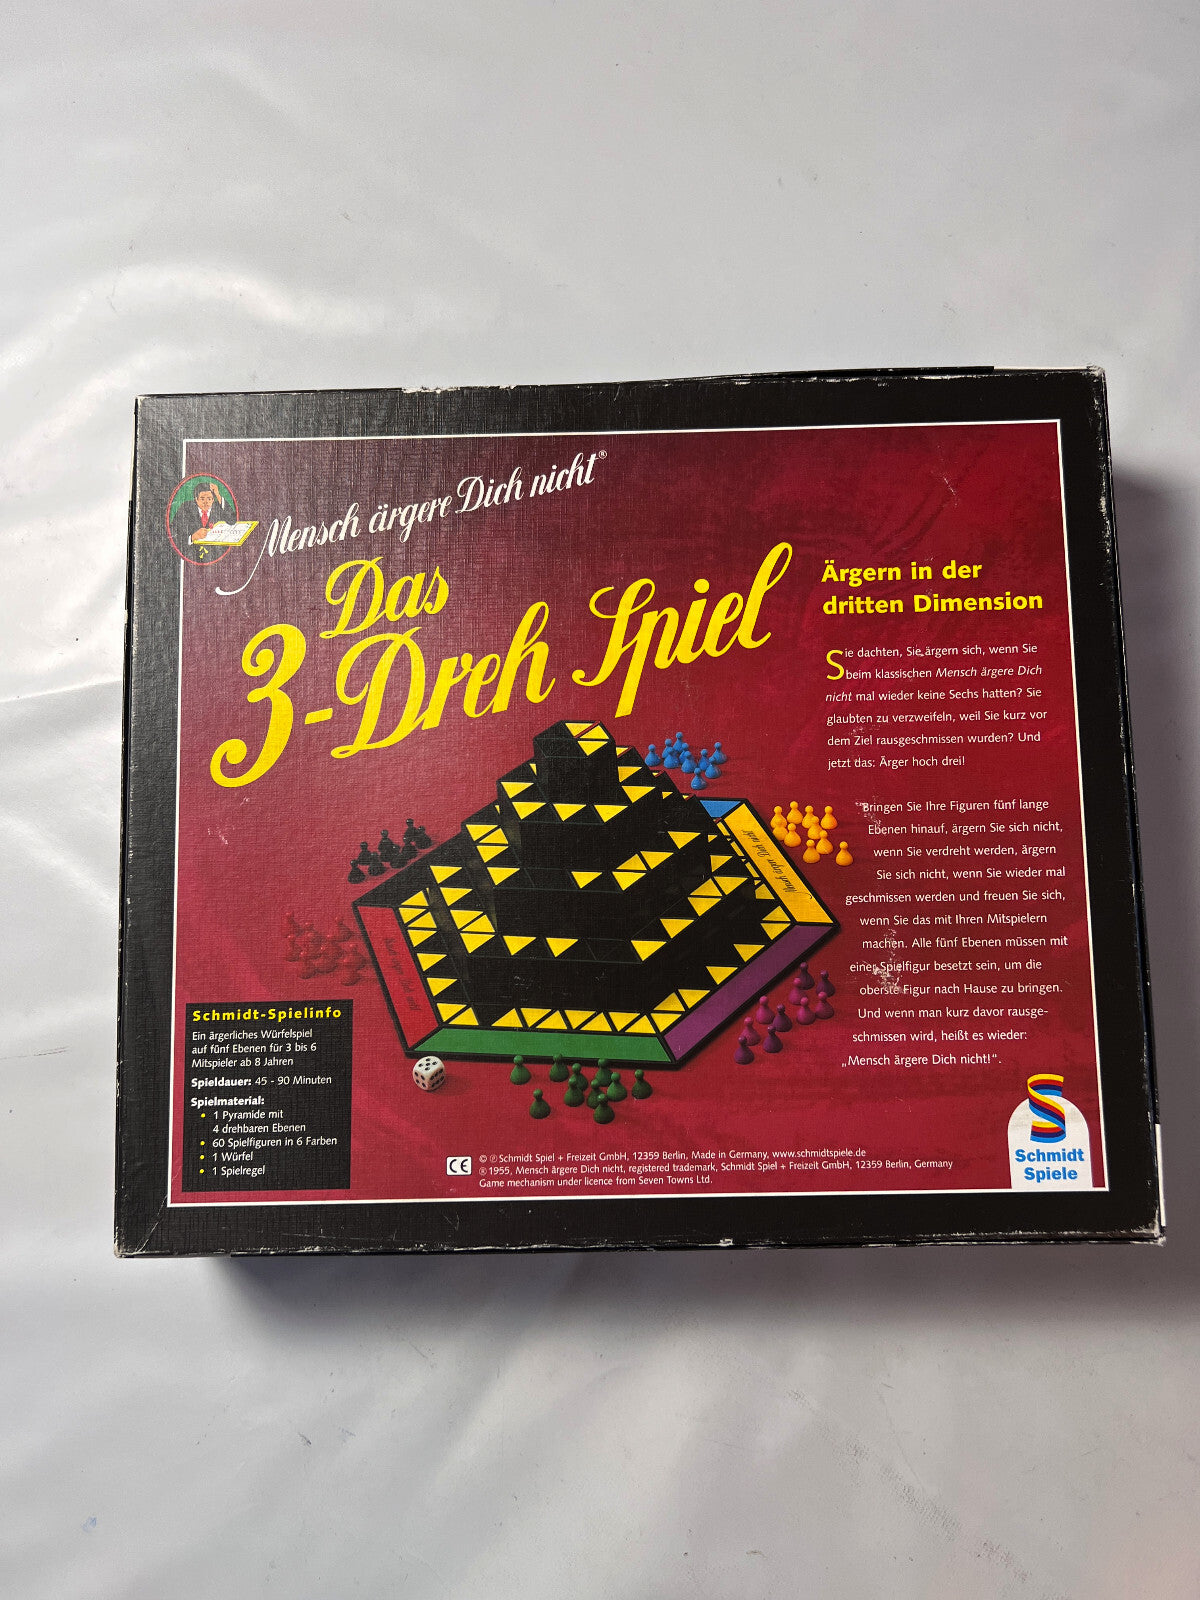 Mensch ärgere Dich nicht®
Das
3-Dreh Spiel
Ärgern in der
dritten Dimension
Sie dachten, Sie ärgern sich, wenn Sie
beim klassischen Mensch ärgere Dich
nicht mal wieder keine Sechs hatten? Sie
glaubten zu verzweifeln, weil Sie kurz vor
dem Ziel rausgeschmissen wurden? Und
jetzt das: Ärger hoch drei!
Bringen Sie Ihre Figuren fünf lange
Ebenen hinauf, ärgern Sie sich nicht,
wenn Sie verdreht werden, ärgern
Sie sich nicht, wenn Sie wieder mal
geschmissen werden und freuen Sie sich,
wenn Sie das mit Ihren Mitspielern
machen. Alle fünf Ebenen müssen mit
einer Spielfigur besetzt sein, um die
oberste Figur nach Hause zu bringen.
Und wenn man kurz davor rausge-
schmissen wird, heißt es wieder:
„Mensch ärgere Dich nicht!“.
Mensch ärgere Dich nicht
Mensch ärgere Dich nicht
Schmidt-Spielinfo
Ein ärgerliches Würfelspiel
auf fünf Ebenen für 3 bis 6
Mitspieler ab 8 Jahren
Spieldauer: 45 - 90 Minuten
Spielmaterial:
• 1 Pyramide mit
4 drehbaren Ebenen
• 60 Spielfiguren in 6 Farben
• 1 Würfel
• 1 Spielregel
CE
© ℗ Schmidt Spiel + Freizeit GmbH, 12359 Berlin, Made in Germany, www.schmidtspiele.de
® 1955, Mensch ärgere Dich nicht, registered trademark, Schmidt Spiel + Freizeit GmbH, 12359 Berlin, Germany
Game mechanism under licence from Seven Towns Ltd.
Schmidt
Spiele